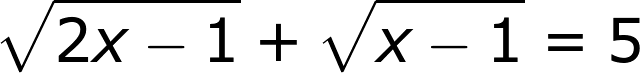 √(2x − 1) + √(x − 1) = 5